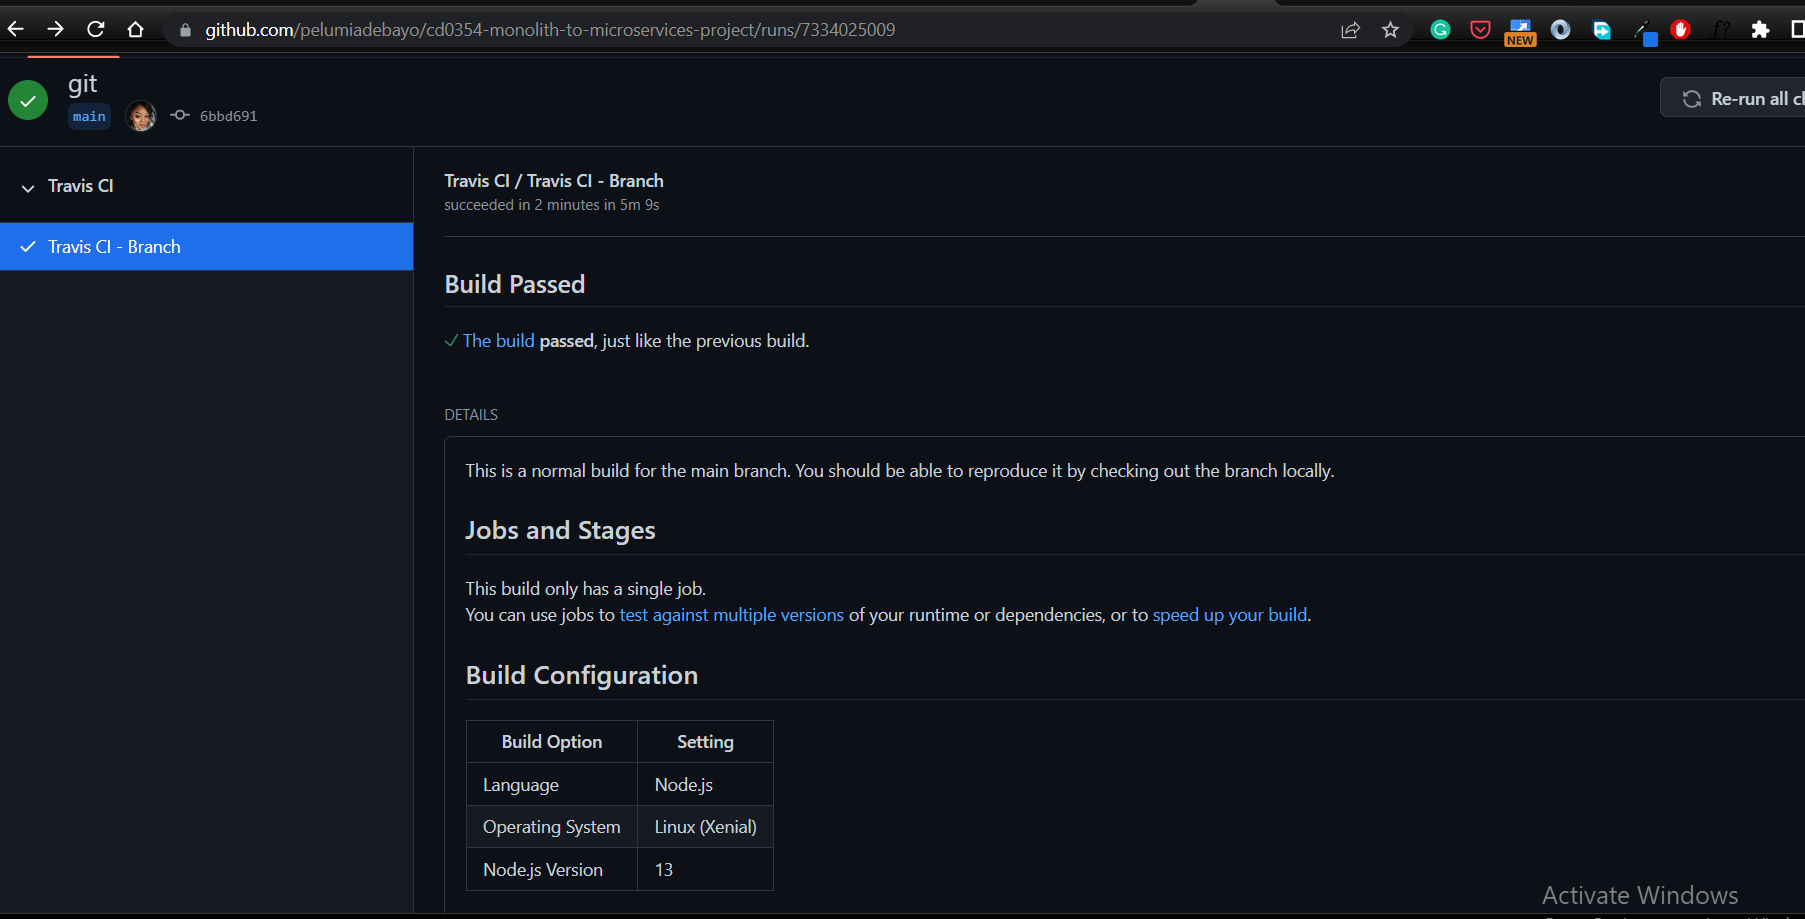 github.com/pelumiadebayo/cd0354-monolith-to-microservices-project/runs/7334025009
NEW
f?
git
main
6bbd691
Re-run all
Travis CI
Travis CI - Branch
Travis CI / Travis CI - Branch
succeeded in 2 minutes in 5m 9s
Build Passed
The build passed, just like the previous build.
DETAILS
This is a normal build for the main branch. You should be able to reproduce it by checking out the branch locally.
Jobs and Stages
This build only has a single job.
You can use jobs to test against multiple versions of your runtime or dependencies, or to speed up your build.
Build Configuration
Build Option Setting
Language Node.js
Operating System Linux (Xenial)
Node.js Version 13
Activate Windows